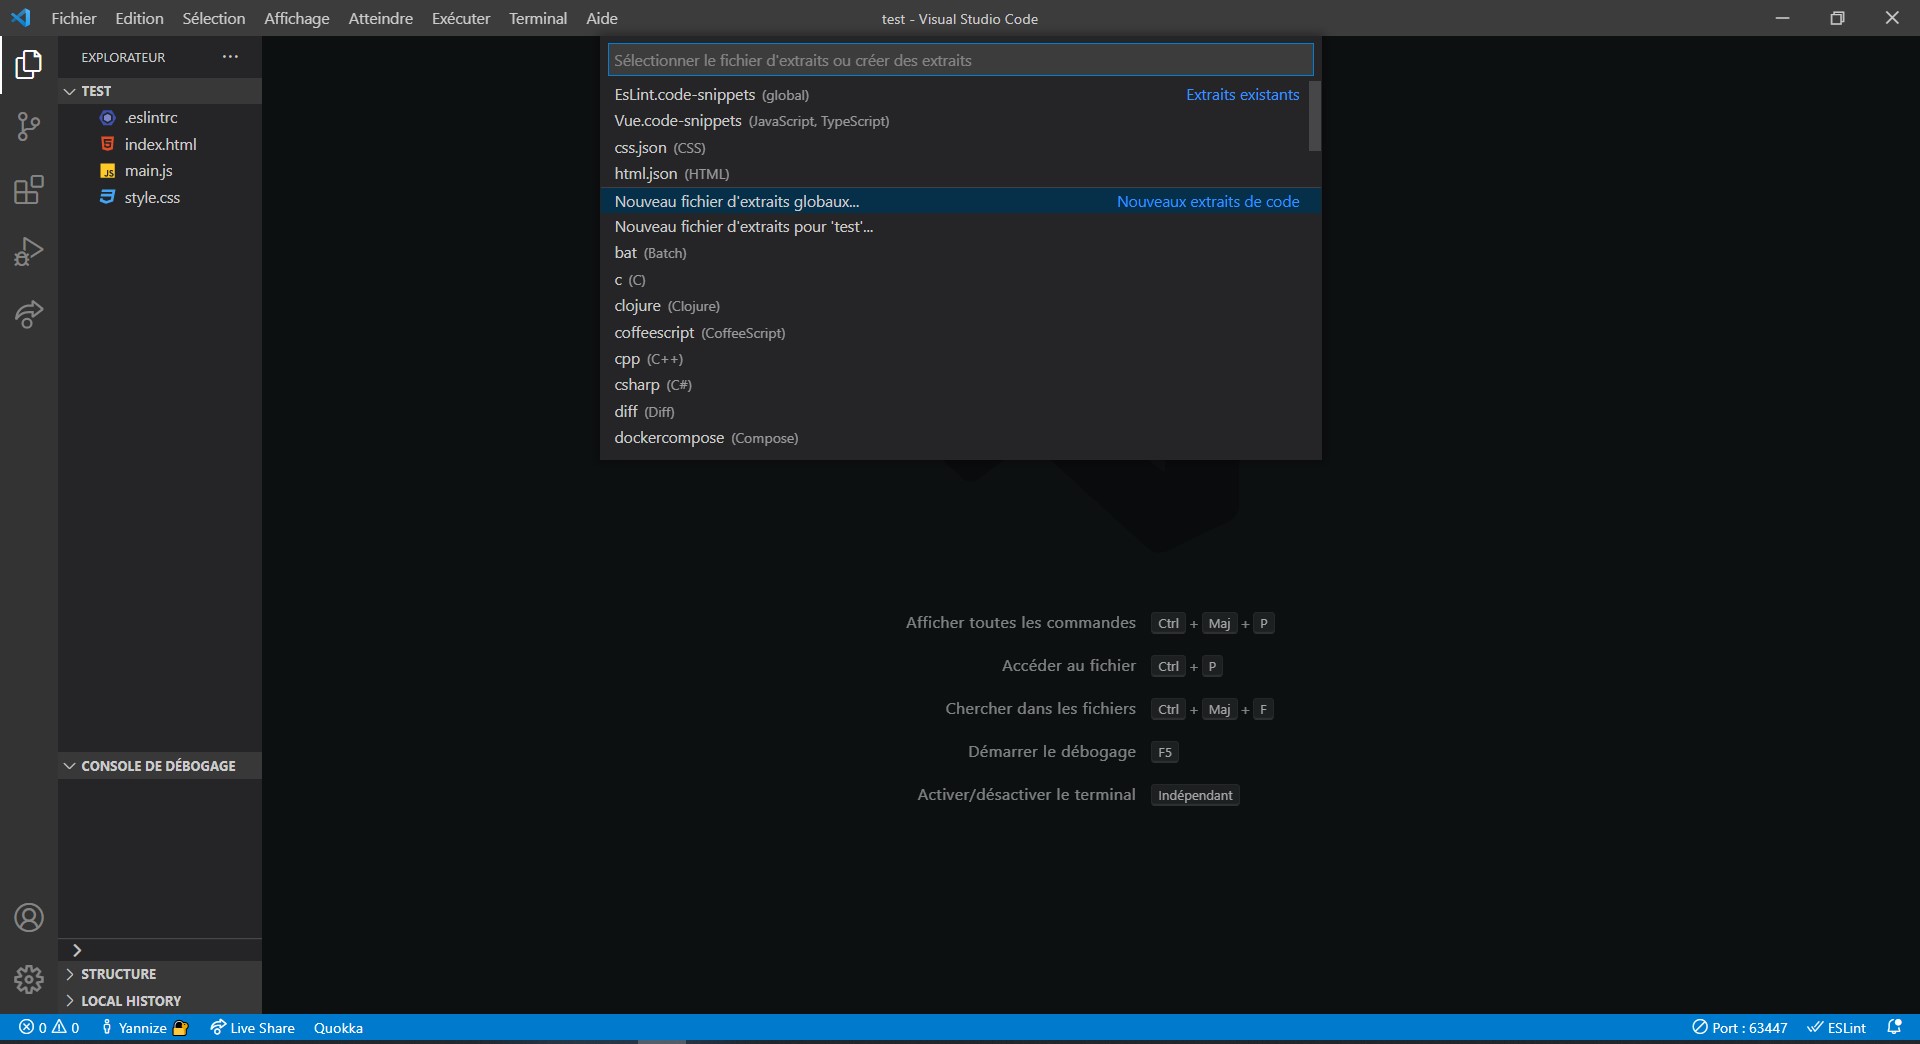 Fichier Edition Sélection Affichage Atteindre Exécuter Terminal Aide
test - Visual Studio Code
EXPLORATEUR
TEST
.eslintrc
index.html
main.js
style.css
Sélectionner le fichier d'extraits ou créer des extraits
EsLint.code-snippets (global) Extraits existants
Vue.code-snippets (JavaScript, TypeScript)
css.json (CSS)
html.json (HTML)
Nouveau fichier d'extraits globaux... Nouveaux extraits de code
Nouveau fichier d'extraits pour 'test'...
bat (Batch)
c (C)
clojure (Clojure)
coffeescript (CoffeeScript)
cpp (C++)
csharp (C#)
diff (Diff)
dockercompose (Compose)
Afficher toutes les commandes Ctrl + Maj + P
Accéder au fichier Ctrl + P
Chercher dans les fichiers Ctrl + Maj + F
Démarrer le débogage F5
Activer/désactiver le terminal Indépendant
CONSOLE DE DÉBOGAGE
STRUCTURE
LOCAL HISTORY
0 0 Yannize Live Share Quokka
Port : 63447 ESLint